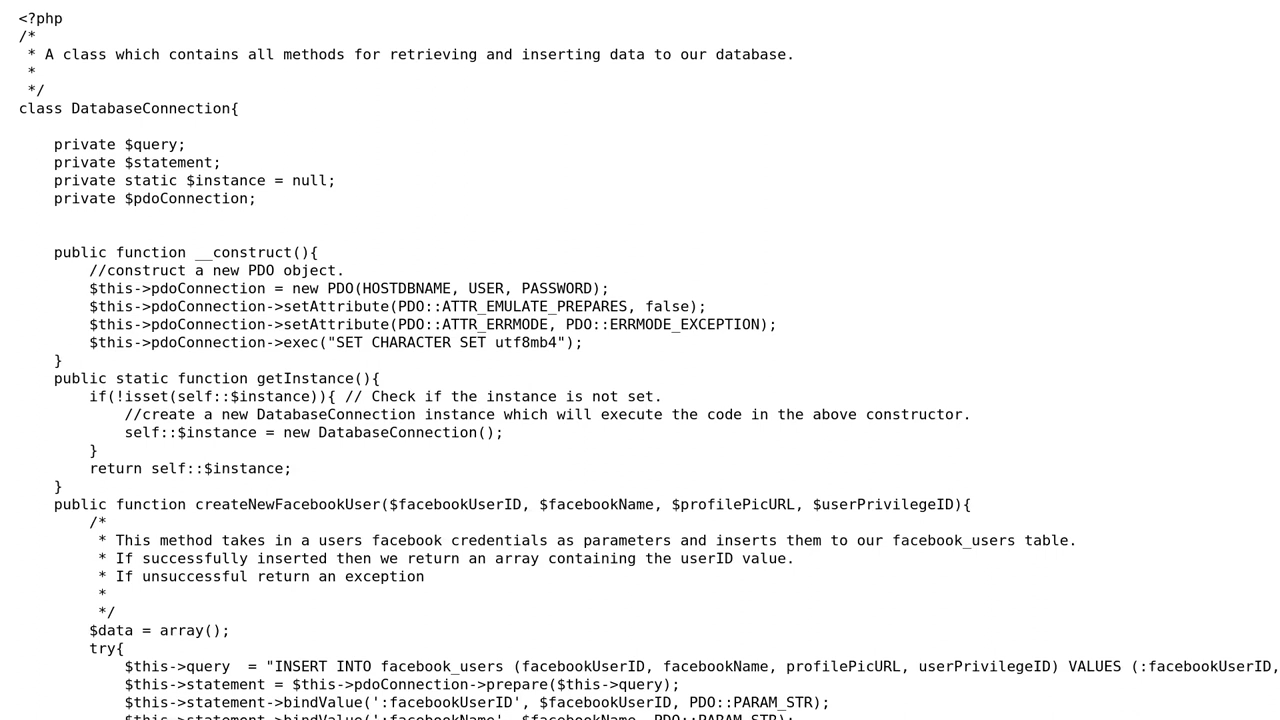 <?php
/*
 * A class which contains all methods for retrieving and inserting data to our database.
 *
 */
class DatabaseConnection{

    private $query;
    private $statement;
    private static $instance = null;
    private $pdoConnection;


    public function __construct(){
        //construct a new PDO object.
        $this->pdoConnection = new PDO(HOSTDBNAME, USER, PASSWORD);
        $this->pdoConnection->setAttribute(PDO::ATTR_EMULATE_PREPARES, false);
        $this->pdoConnection->setAttribute(PDO::ATTR_ERRMODE, PDO::ERRMODE_EXCEPTION);
        $this->pdoConnection->exec("SET CHARACTER SET utf8mb4");
    }
    public static function getInstance(){
        if(!isset(self::$instance)){ // Check if the instance is not set.
            //create a new DatabaseConnection instance which will execute the code in the above constructor.
            self::$instance = new DatabaseConnection();
        }
        return self::$instance;
    }
    public function createNewFacebookUser($facebookUserID, $facebookName, $profilePicURL, $userPrivilegeID){
        /*
         * This method takes in a users facebook credentials as parameters and inserts them to our facebook_users table.
         * If successfully inserted then we return an array containing the userID value.
         * If unsuccessful return an exception
         *
         */
        $data = array();
        try{
            $this->query  = "INSERT INTO facebook_users (facebookUserID, facebookName, profilePicURL, userPrivilegeID) VALUES (:facebookUserID,
            $this->statement = $this->pdoConnection->prepare($this->query);
            $this->statement->bindValue(':facebookUserID', $facebookUserID, PDO::PARAM_STR);
            $this->statement->bindValue(':facebookName', $facebookName, PDO::PARAM_STR);